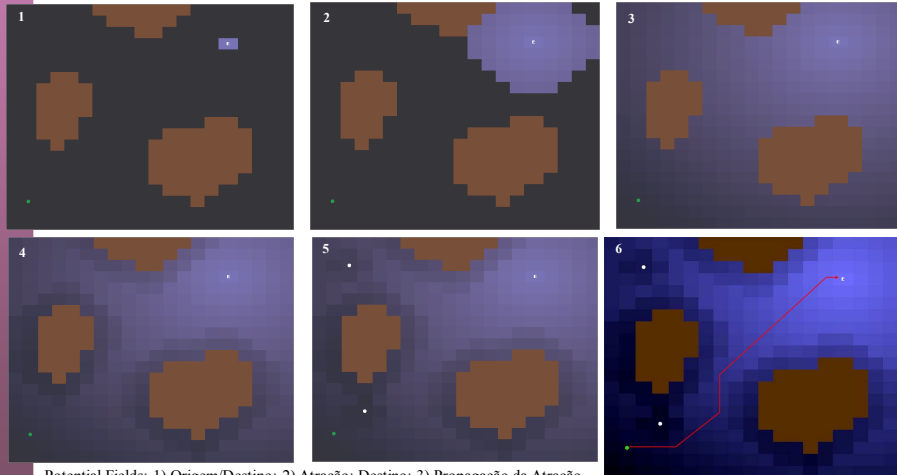 1
2
3
E
E
E
4
5
6
E
E
E
Potential Fields: 1) Origem/Destino; 2) Atração: Destino; 3) Propagação da Atração